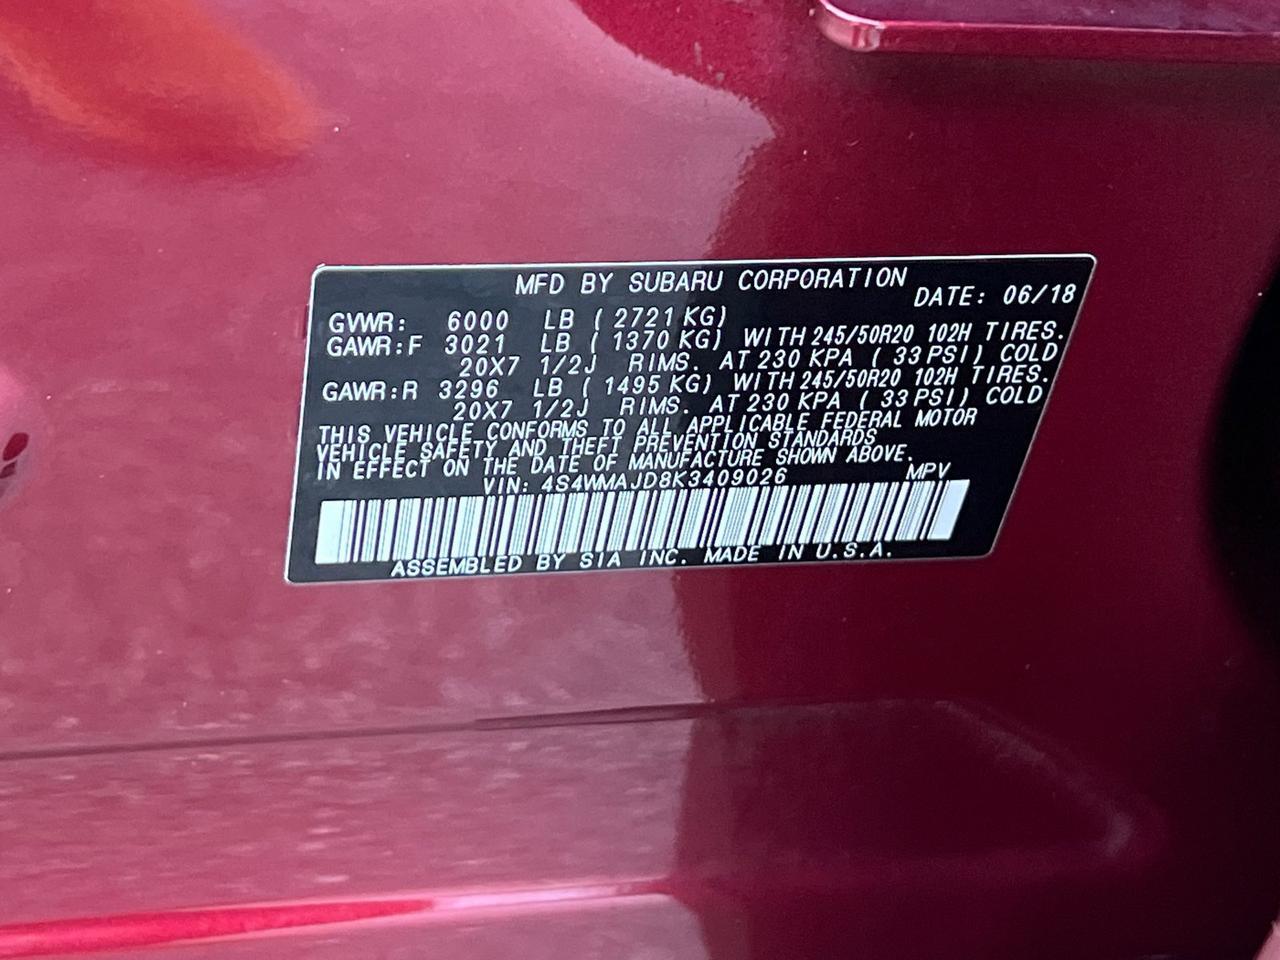 MFD BY SUBARU CORPORATION
DATE: 06/18
GVWR: 6000 LB ( 2721 KG)
GAWR:F 3021 LB ( 1370 KG) WITH 245/50R20 102H TIRES.
20X7 1/2J RIMS. AT 230 KPA ( 33 PSI) COLD
GAWR:R 3296 LB ( 1495 KG) WITH 245/50R20 102H TIRES.
20X7 1/2J RIMS. AT 230 KPA ( 33 PSI) COLD
THIS VEHICLE CONFORMS TO ALL APPLICABLE FEDERAL MOTOR
VEHICLE SAFETY AND THEFT PREVENTION STANDARDS
IN EFFECT ON THE DATE OF MANUFACTURE SHOWN ABOVE.
VIN: 4S4WMAJD8K3409026 MPV
ASSEMBLED BY SIA INC. MADE IN U.S.A.